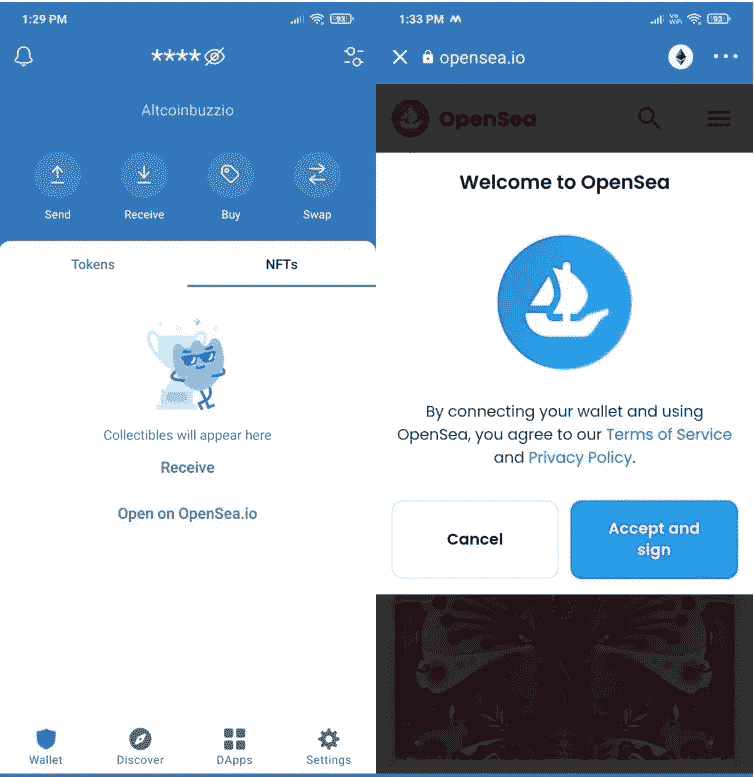 1:29 PM
93
****
Altcoinbuzzio
Send
Receive
Buy
Swap
Tokens
NFTs
Collectibles will appear here
Receive
Open on OpenSea.io
Wallet
Discover
DApps
Settings
1:33 PM
Vo
WiFi
93
opensea.io
OpenSea
Welcome to OpenSea
By connecting your wallet and using
OpenSea, you agree to our Terms of Service
and Privacy Policy.
Cancel
Accept and
sign